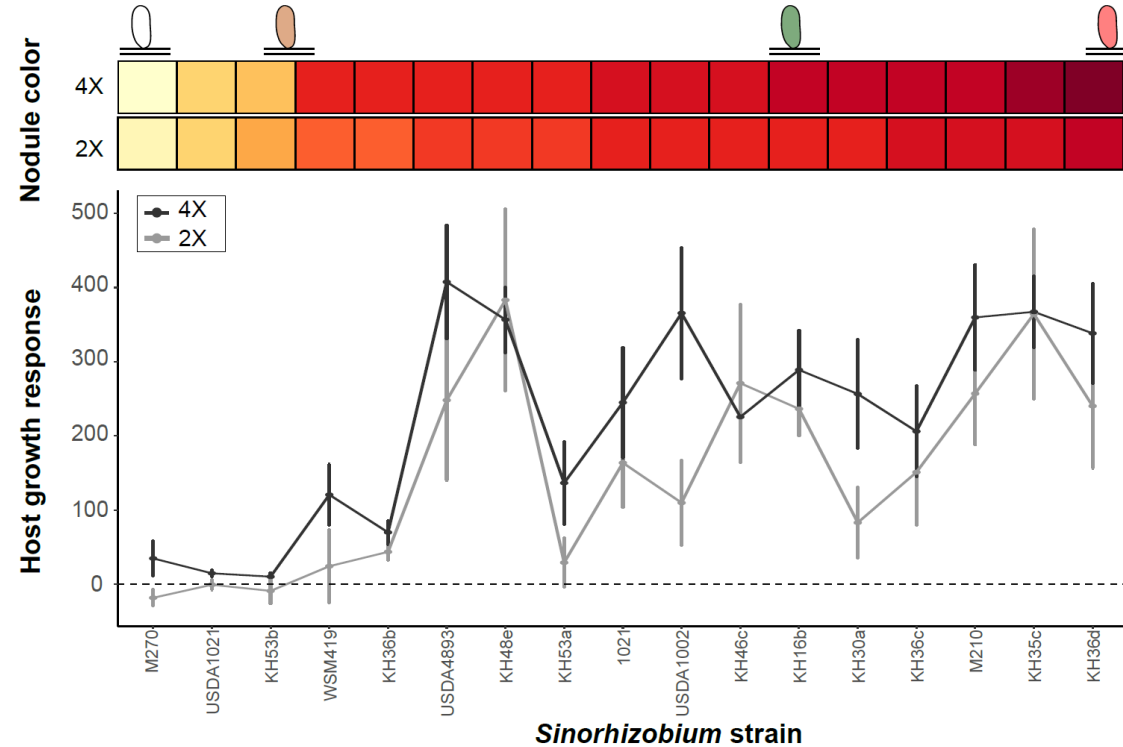 Nodule color
4X
2X
Host growth response
500
400
300
200
100
0
4X
2X
M270
USDA1021
KH53b
WSM419
KH36b
USDA4893
KH48e
KH53a
1021
USDA1002
KH46c
KH16b
KH30a
KH36c
M210
KH35c
KH36d
Sinorhizobium strain